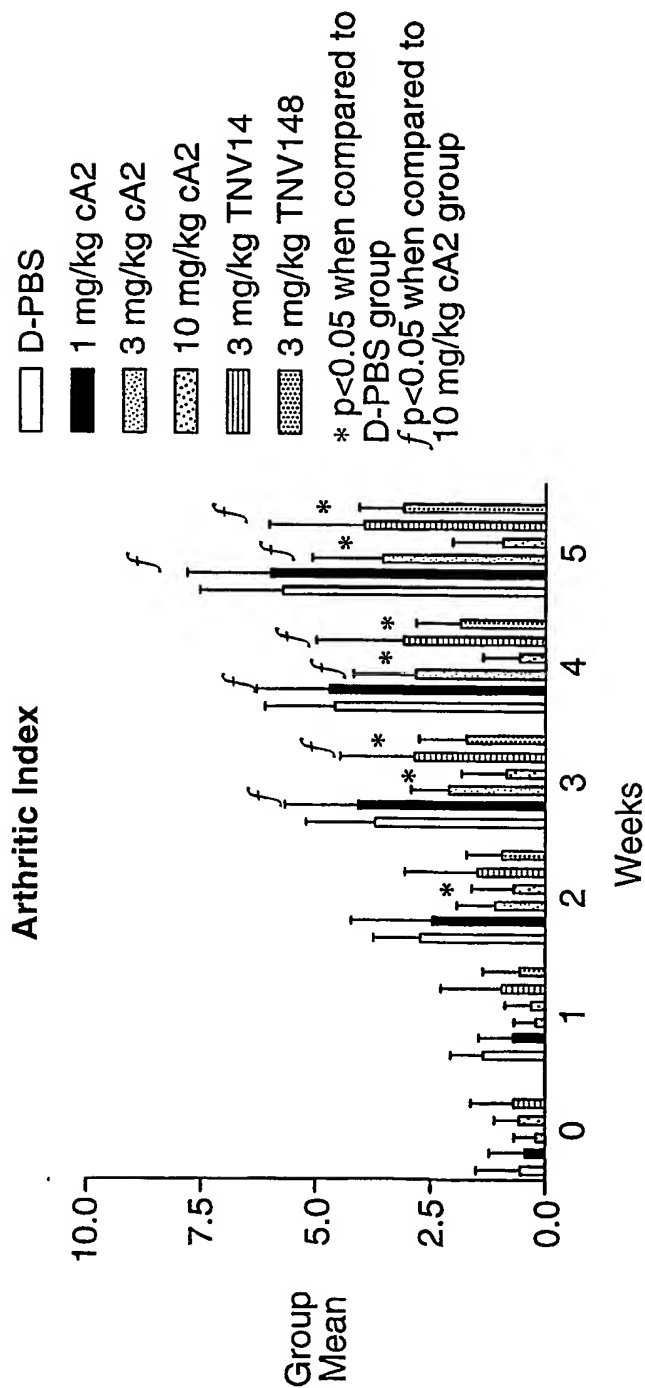 Arthritic Index
Group
Mean
10.0
7.5
5.0
2.5
0.0
0
1
2
3
4
5
Weeks
*
*
*
*
*
*
*
ƒ
ƒ
ƒ
ƒ
ƒ
ƒ
ƒ
ƒ
D-PBS
1 mg/kg cA2
3 mg/kg cA2
10 mg/kg cA2
3 mg/kg TNV14
3 mg/kg TNV148
* p<0.05 when compared to
D-PBS group
ƒ p<0.05 when compared to
10 mg/kg cA2 group